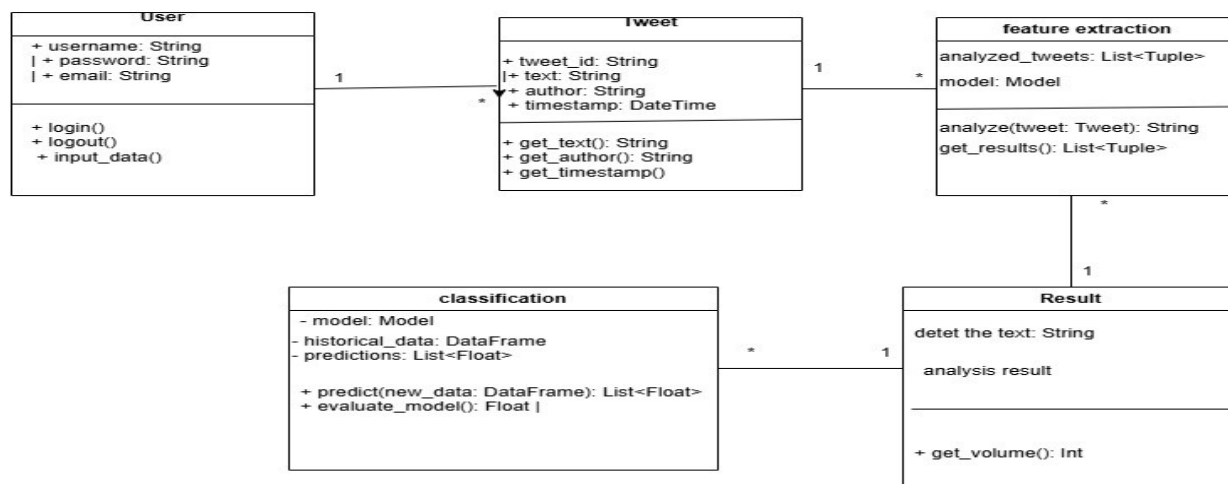 User
+ username: String
| + password: String
| + email: String
+ login()
+ logout()
+ input_data()
1
*
Tweet
+ tweet_id: String
|+ text: String
+ author: String
+ timestamp: DateTime
+ get_text(): String
+ get_author(): String
+ get_timestamp()
1
*
feature extraction
analyzed_tweets: List<Tuple>
model: Model
analyze(tweet: Tweet): String
get_results(): List<Tuple>
*
1
classification
- model: Model
- historical_data: DataFrame
- predictions: List<Float>
+ predict(new_data: DataFrame): List<Float>
+ evaluate_model(): Float |
*
1
Result
detet the text: String
analysis result
+ get_volume(): Int